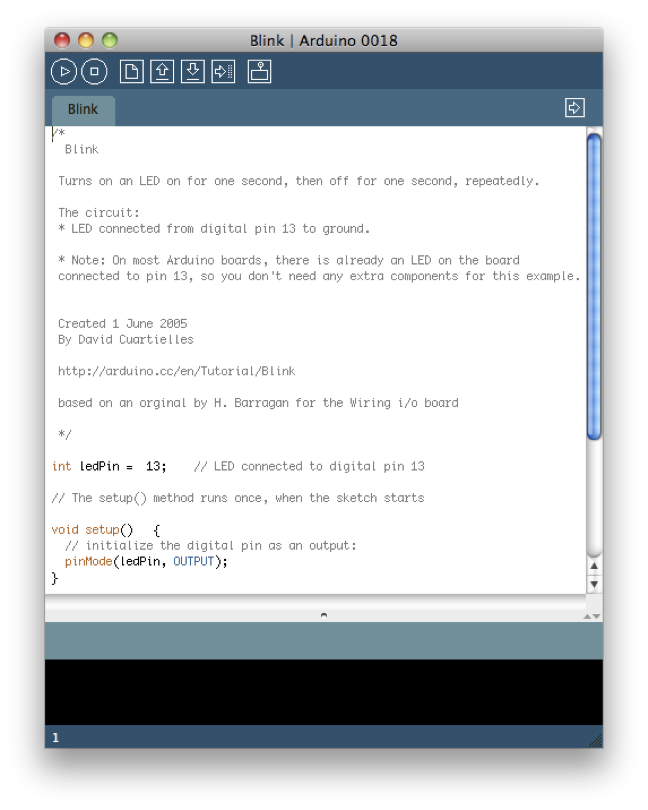 Blink | Arduino 0018
Blink
/*
Blink
Turns on an LED on for one second, then off for one second, repeatedly.
The circuit:
* LED connected from digital pin 13 to ground.
* Note: On most Arduino boards, there is already an LED on the board
connected to pin 13, so you don't need any extra components for this example.
Created 1 June 2005
By David Cuartielles
http://arduino.cc/en/Tutorial/Blink
based on an orginal by H. Barragan for the Wiring i/o board
*/
int ledPin =  13;    // LED connected to digital pin 13
// The setup() method runs once, when the sketch starts
void setup()   {
// initialize the digital pin as an output:
pinMode(ledPin, OUTPUT);
}
1